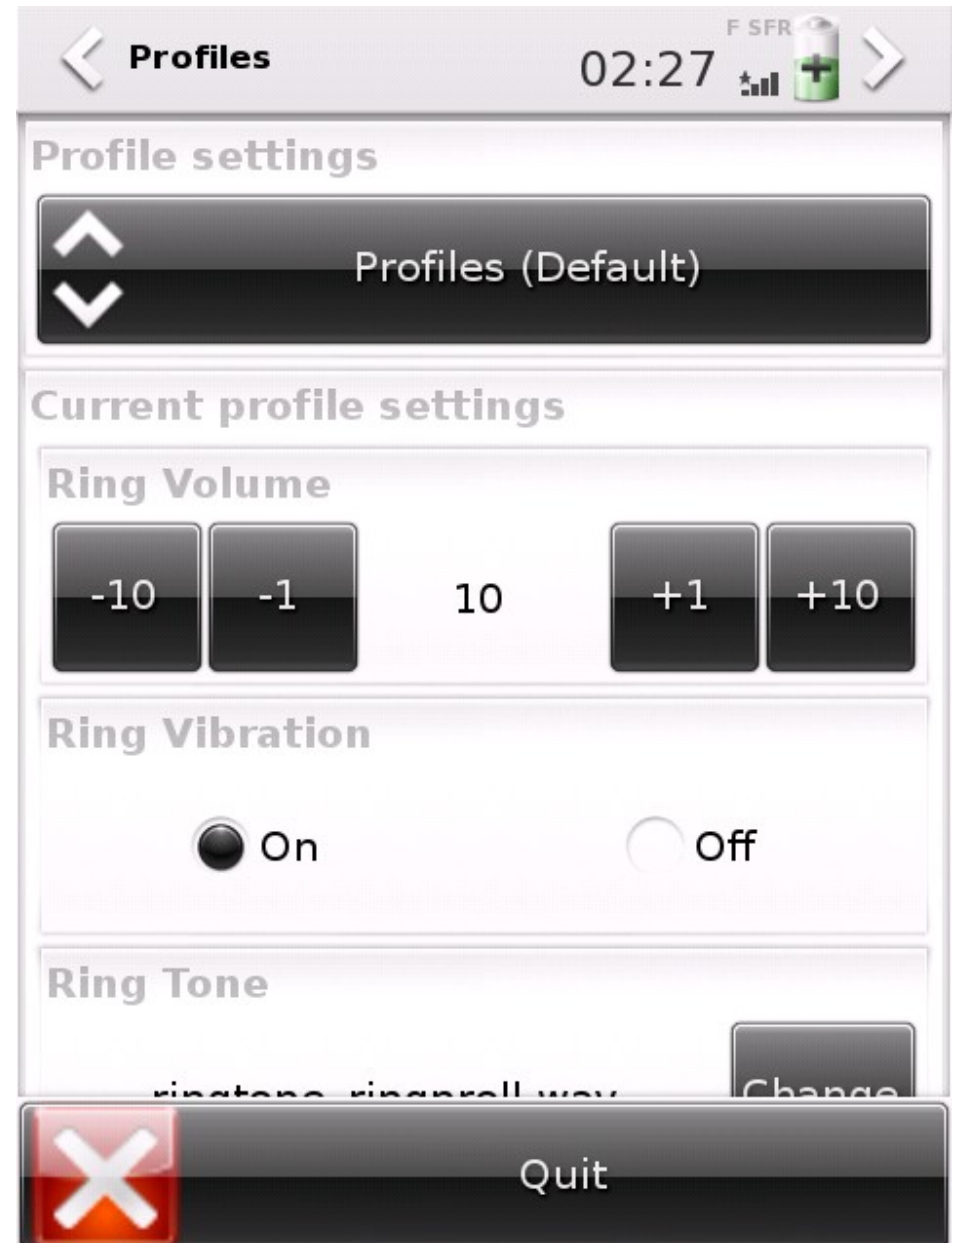 F SFR
Profiles 02:27
Profile settings
Profiles (Default)
Current profile settings
Ring Volume
-10 -1 10 +1 +10
Ring Vibration
On Off
Ring Tone
Change
Quit